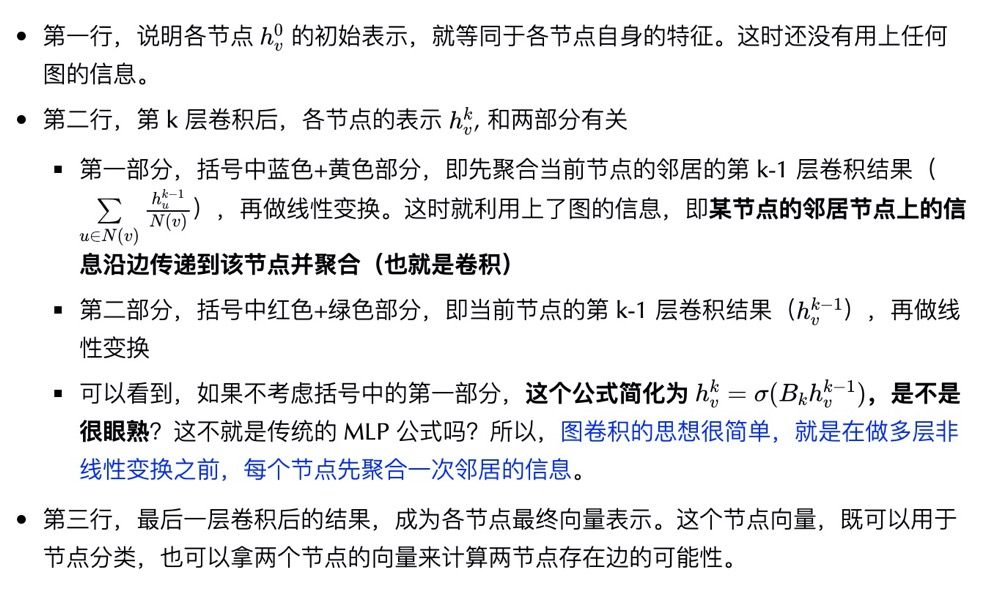 • 第一行，说明各节点 $h_v^0$ 的初始表示，就等同于各节点自身的特征。这时还没有用上任何
图的信息。
• 第二行，第 k 层卷积后，各节点的表示 $h_v^k$, 和两部分有关
▪ 第一部分，括号中蓝色+黄色部分，即先聚合当前节点的邻居的第 k-1 层卷积结果（
$\sum_{u \in N(v)} \frac{h_u^{k-1}}{N(v)}$），再做线性变换。这时就利用上了图的信息，即某节点的邻居节点上的信
息沿边传递到该节点并聚合（也就是卷积）
▪ 第二部分，括号中红色+绿色部分，即当前节点的第 k-1 层卷积结果（$h_v^{k-1}$），再做线
性变换
▪ 可以看到，如果不考虑括号中的第一部分，这个公式简化为 $h_v^k = \sigma(B_k h_v^{k-1})$，是不是
很眼熟？这不就是传统的 MLP 公式吗？所以，图卷积的思想很简单，就是在做多层非
线性变换之前，每个节点先聚合一次邻居的信息。
• 第三行，最后一层卷积后的结果，成为各节点最终向量表示。这个节点向量，既可以用于
节点分类，也可以拿两个节点的向量来计算两节点存在边的可能性。